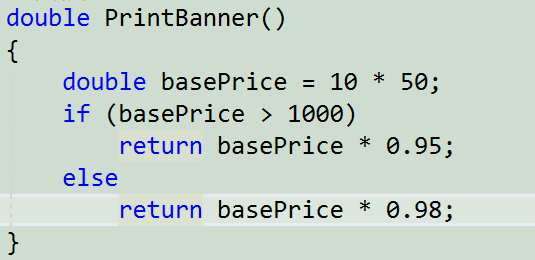 double PrintBanner()
{
    double basePrice = 10 * 50;
    if (basePrice > 1000)
        return basePrice * 0.95;
    else
        return basePrice * 0.98;
}